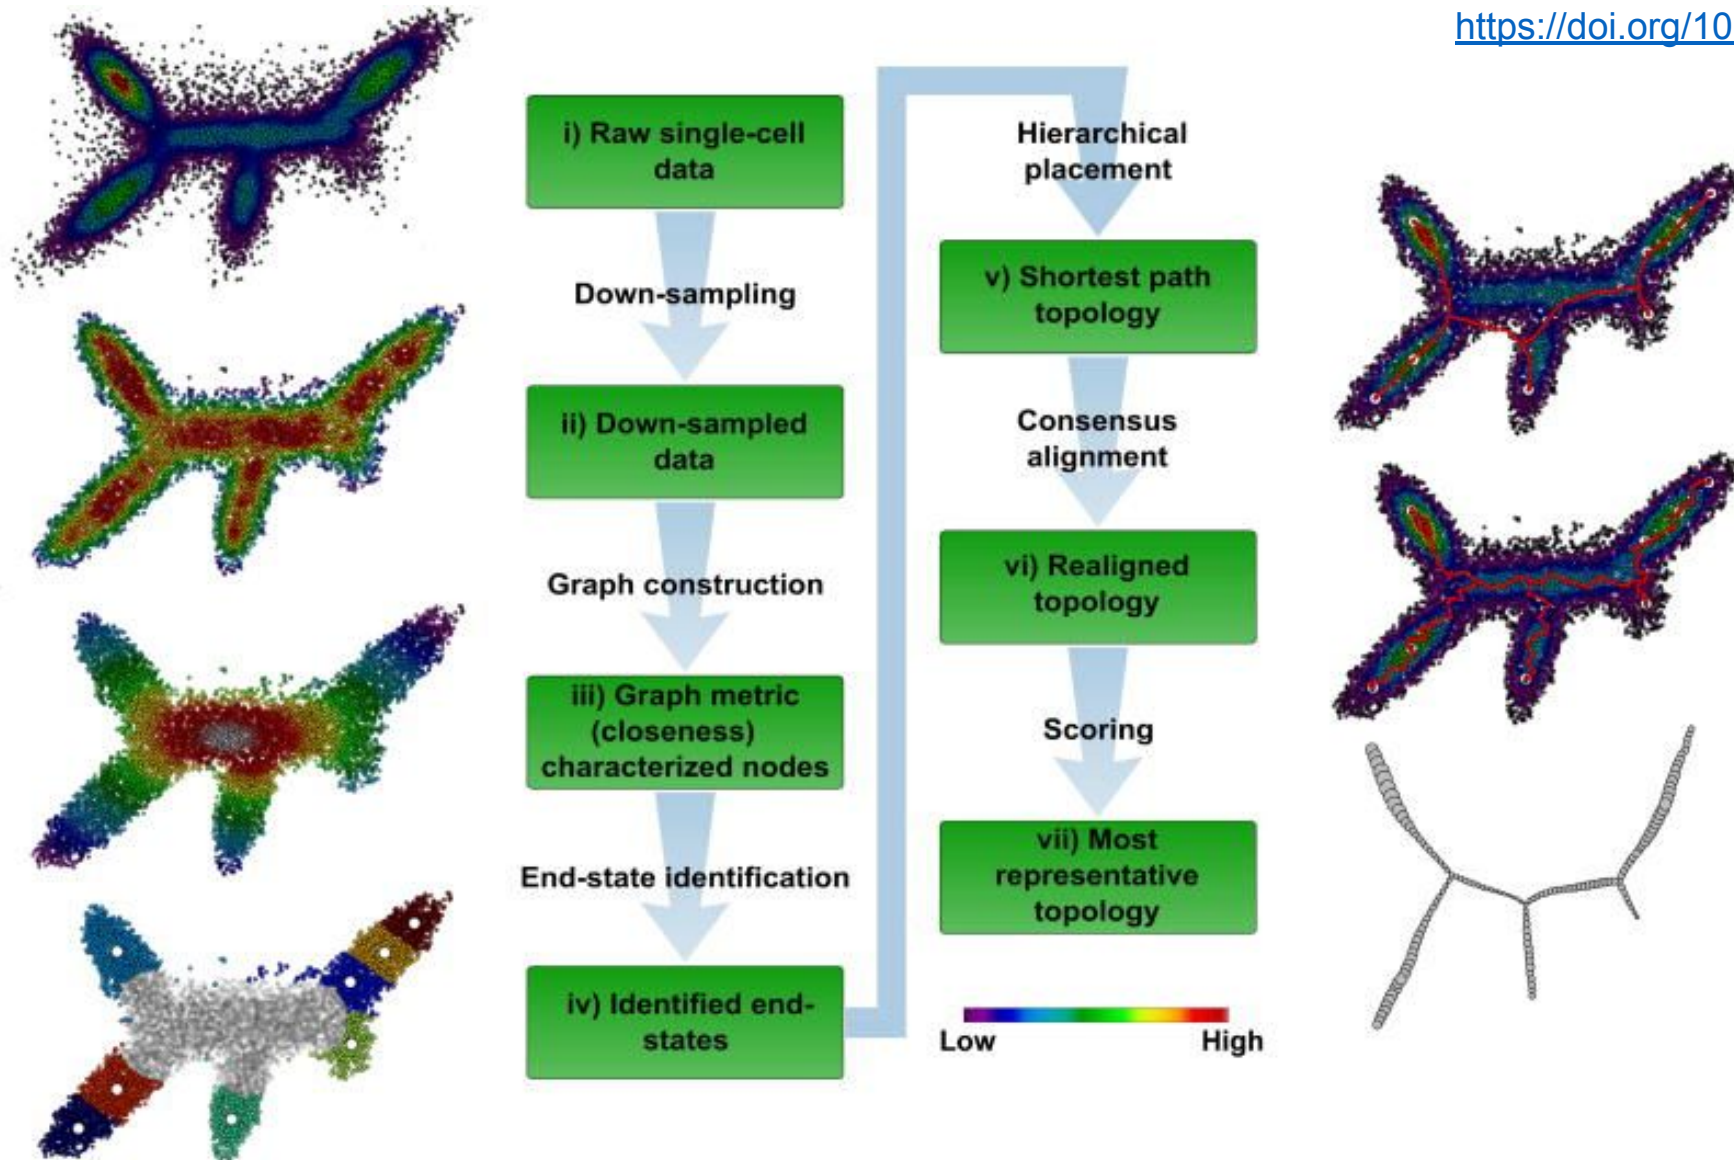 https://doi.org/10
i) Raw single-cell
data
Down-sampling
ii) Down-sampled
data
Graph construction
iii) Graph metric
(closeness)
characterized nodes
End-state identification
iv) Identified end-
states
Hierarchical
placement
v) Shortest path
topology
Consensus
alignment
vi) Realigned
topology
Scoring
vii) Most
representative
topology
Low
High